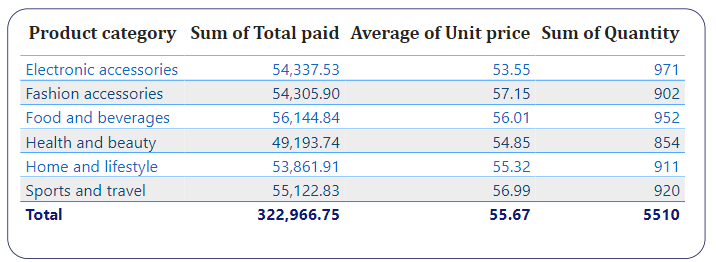 Product category Sum of Total paid Average of Unit price Sum of Quantity
Electronic accessories 54,337.53 53.55 971
Fashion accessories 54,305.90 57.15 902
Food and beverages 56,144.84 56.01 952
Health and beauty 49,193.74 54.85 854
Home and lifestyle 53,861.91 55.32 911
Sports and travel 55,122.83 56.99 920
Total 322,966.75 55.67 5510